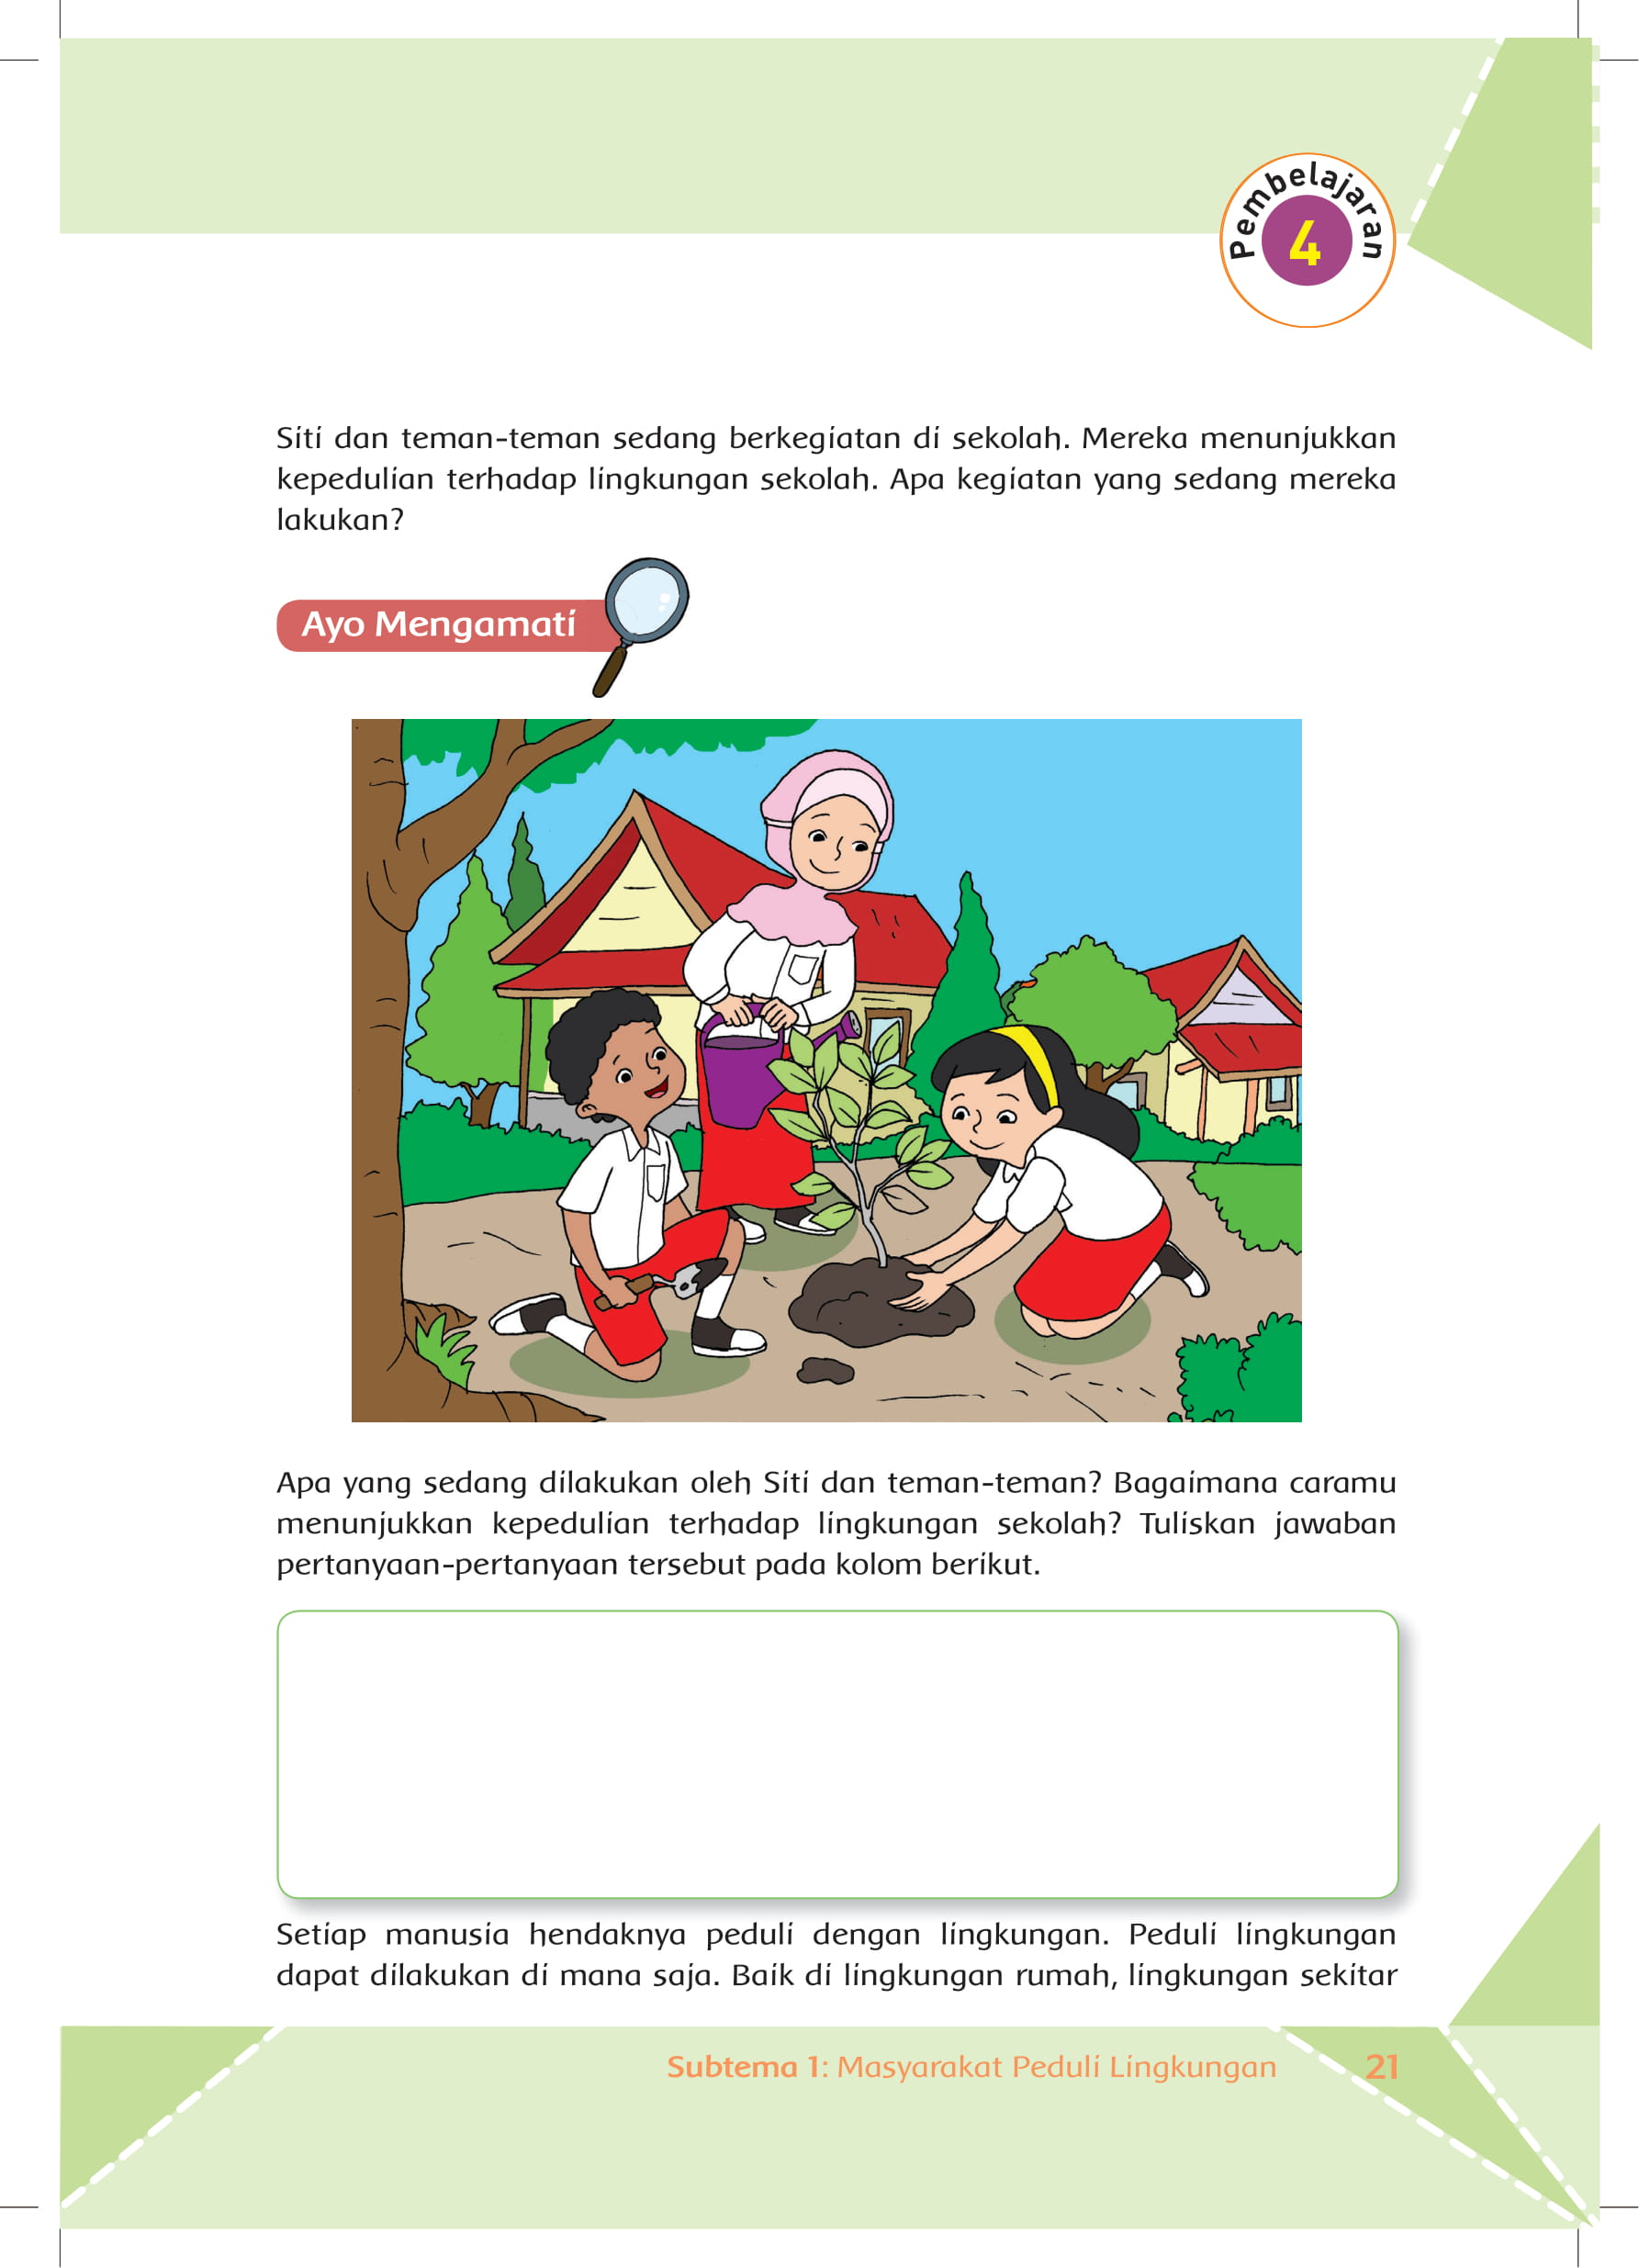 Pembelajaran
4
Siti dan teman-teman sedang berkegiatan di sekolah. Mereka menunjukkan
kepedulian terhadap lingkungan sekolah. Apa kegiatan yang sedang mereka
lakukan?
Ayo Mengamati
Apa yang sedang dilakukan oleh Siti dan teman-teman? Bagaimana caramu
menunjukkan kepedulian terhadap lingkungan sekolah? Tuliskan jawaban
pertanyaan-pertanyaan tersebut pada kolom berikut.
Setiap manusia hendaknya peduli dengan lingkungan. Peduli lingkungan
dapat dilakukan di mana saja. Baik di lingkungan rumah, lingkungan sekitar
Subtema 1: Masyarakat Peduli Lingkungan 21